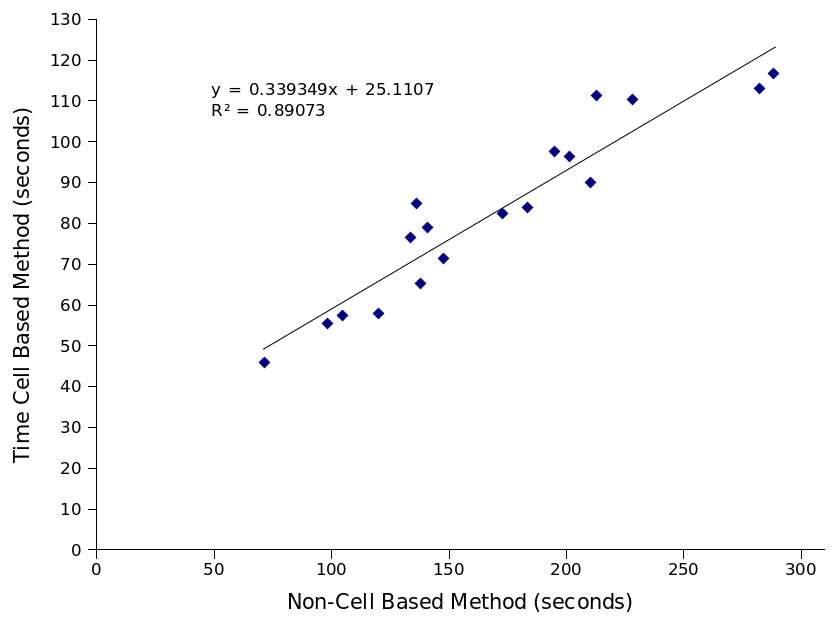 130
120
110
100
90
80
70
60
50
40
30
20
10
0
Time Cell Based Method (seconds)
y = 0.339349x + 25.1107
R² = 0.89073
0 50 100 150 200 250 300
Non-Cell Based Method (seconds)